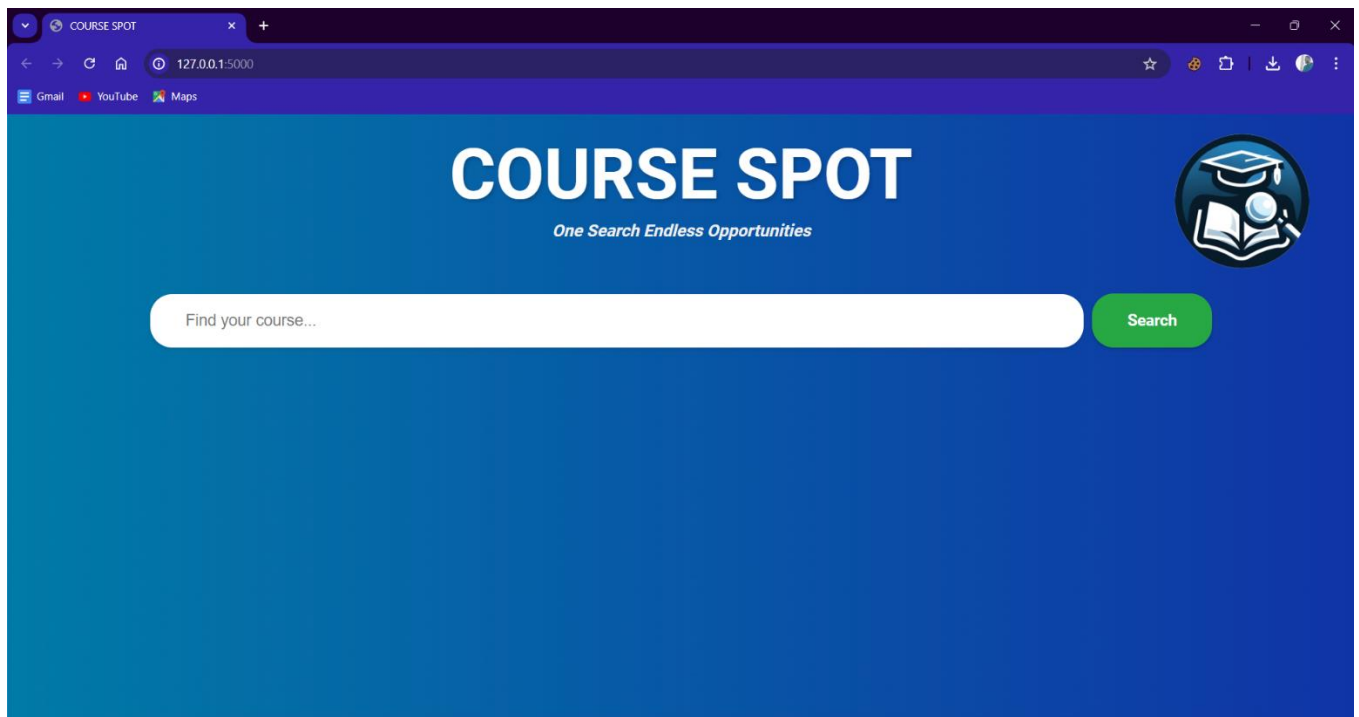 COURSE SPOT
127.0.0.1:5000
Gmail YouTube Maps
COURSE SPOT
One Search Endless Opportunities
Find your course... Search